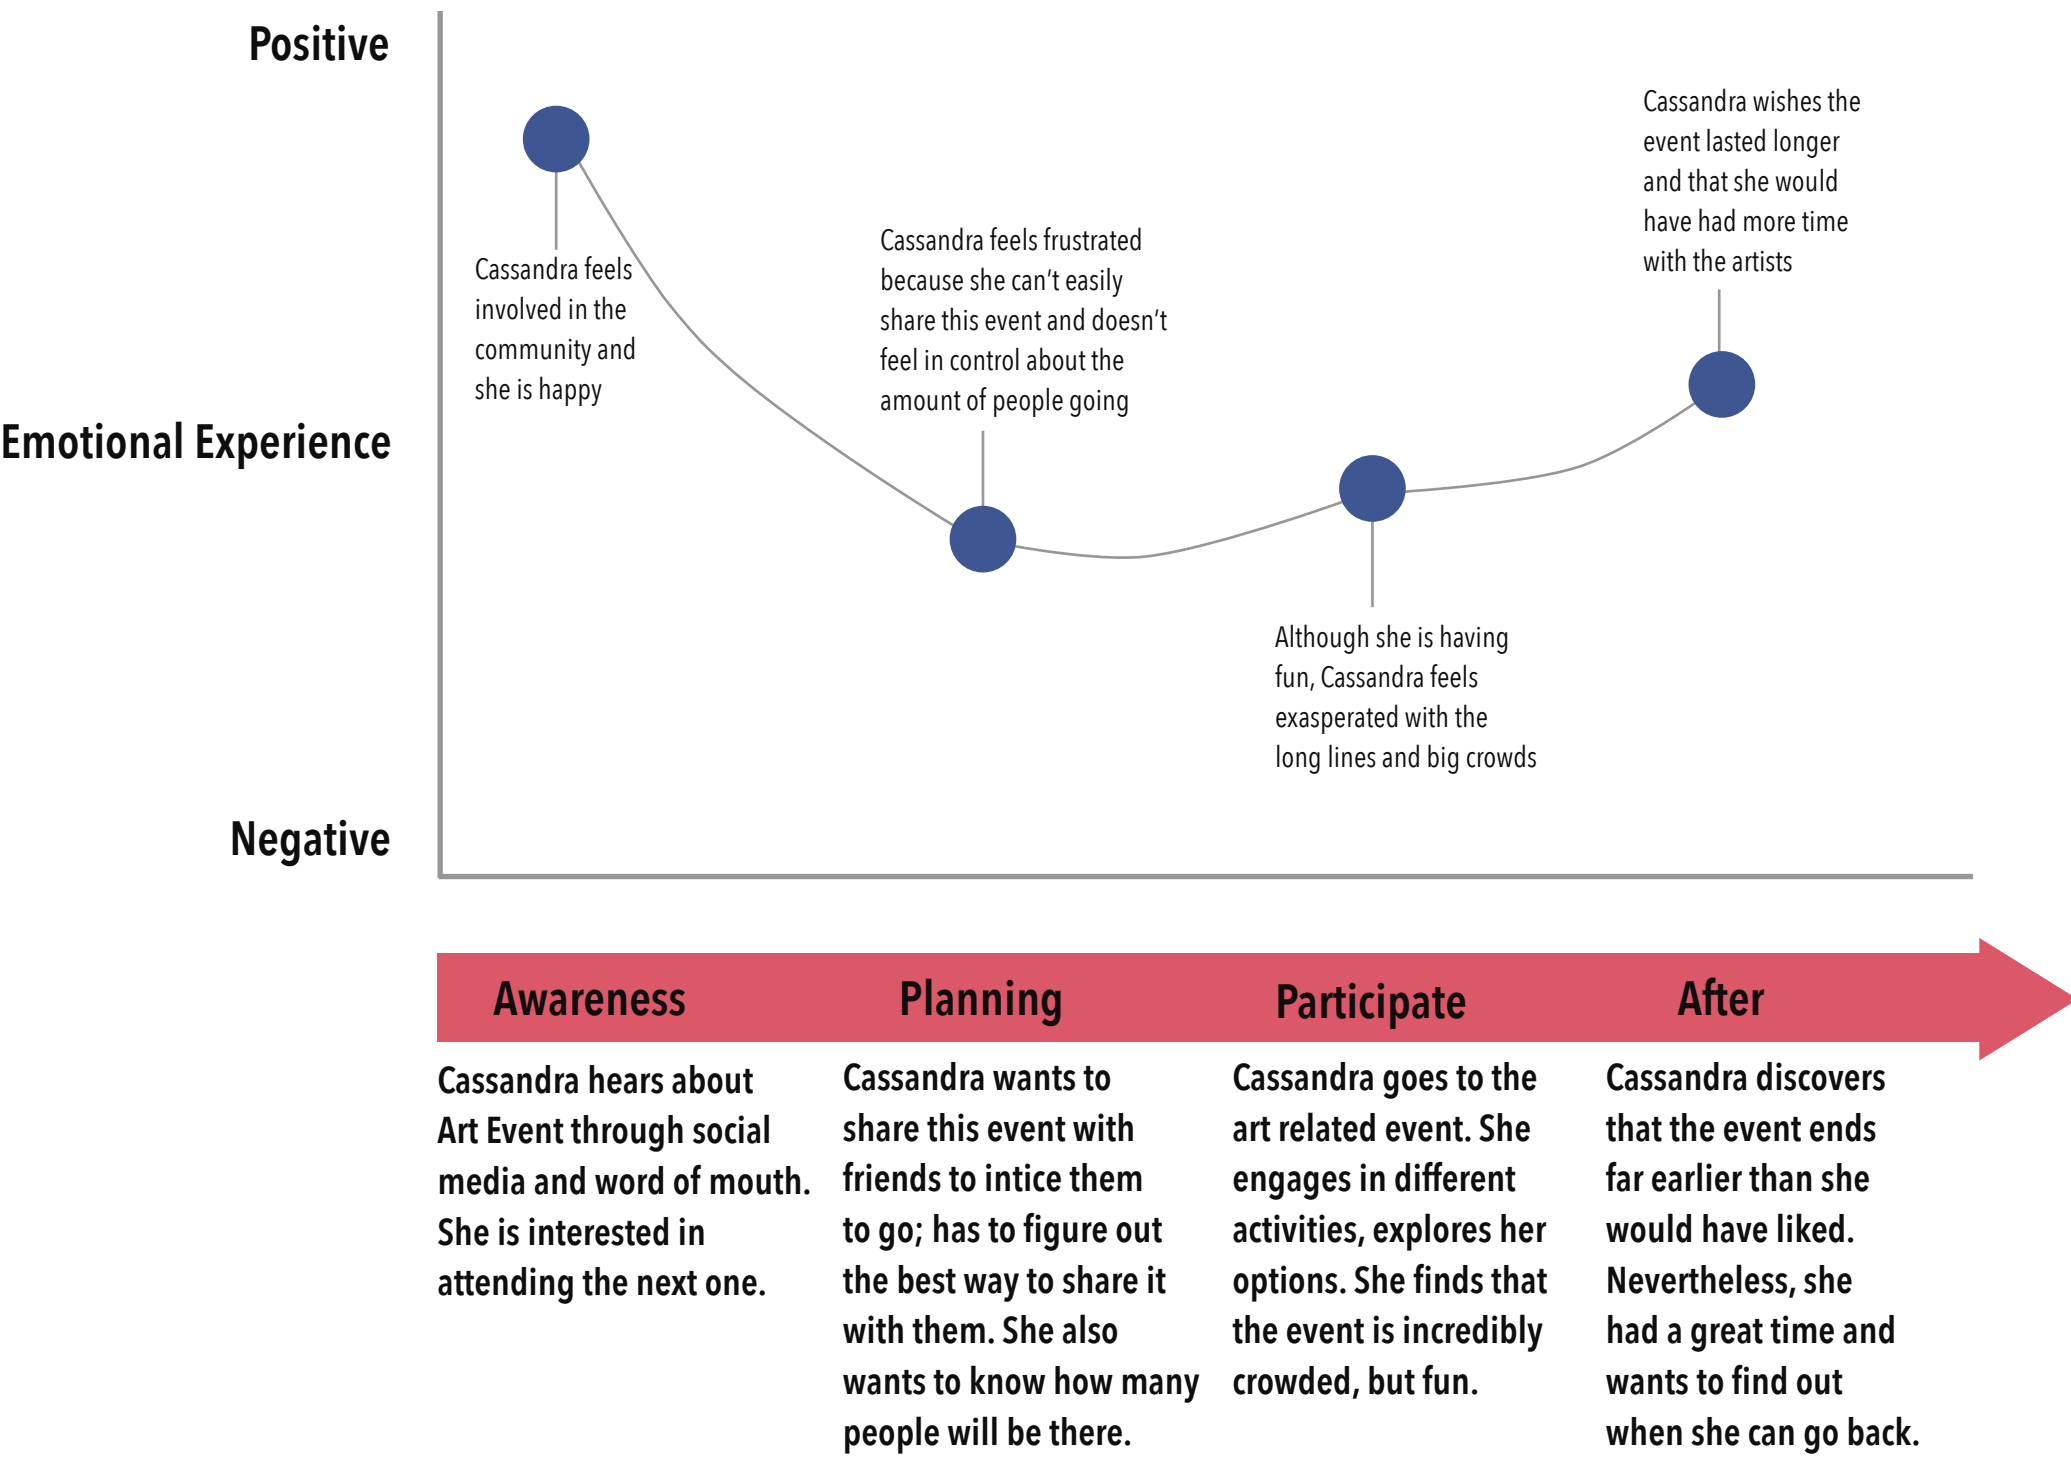 Positive
Emotional Experience
Negative
Cassandra feels
involved in the
community and
she is happy
Cassandra feels frustrated
because she can't easily
share this event and doesn't
feel in control about the
amount of people going
Although she is having
fun, Cassandra feels
exasperated with the
long lines and big crowds
Cassandra wishes the
event lasted longer
and that she would
have had more time
with the artists
Awareness
Cassandra hears about
Art Event through social
media and word of mouth.
She is interested in
attending the next one.
Planning
Cassandra wants to
share this event with
friends to intice them
to go; has to figure out
the best way to share it
with them. She also
wants to know how many
people will be there.
Participate
Cassandra goes to the
art related event. She
engages in different
activities, explores her
options. She finds that
the event is incredibly
crowded, but fun.
After
Cassandra discovers
that the event ends
far earlier than she
would have liked.
Nevertheless, she
had a great time and
wants to find out
when she can go back.